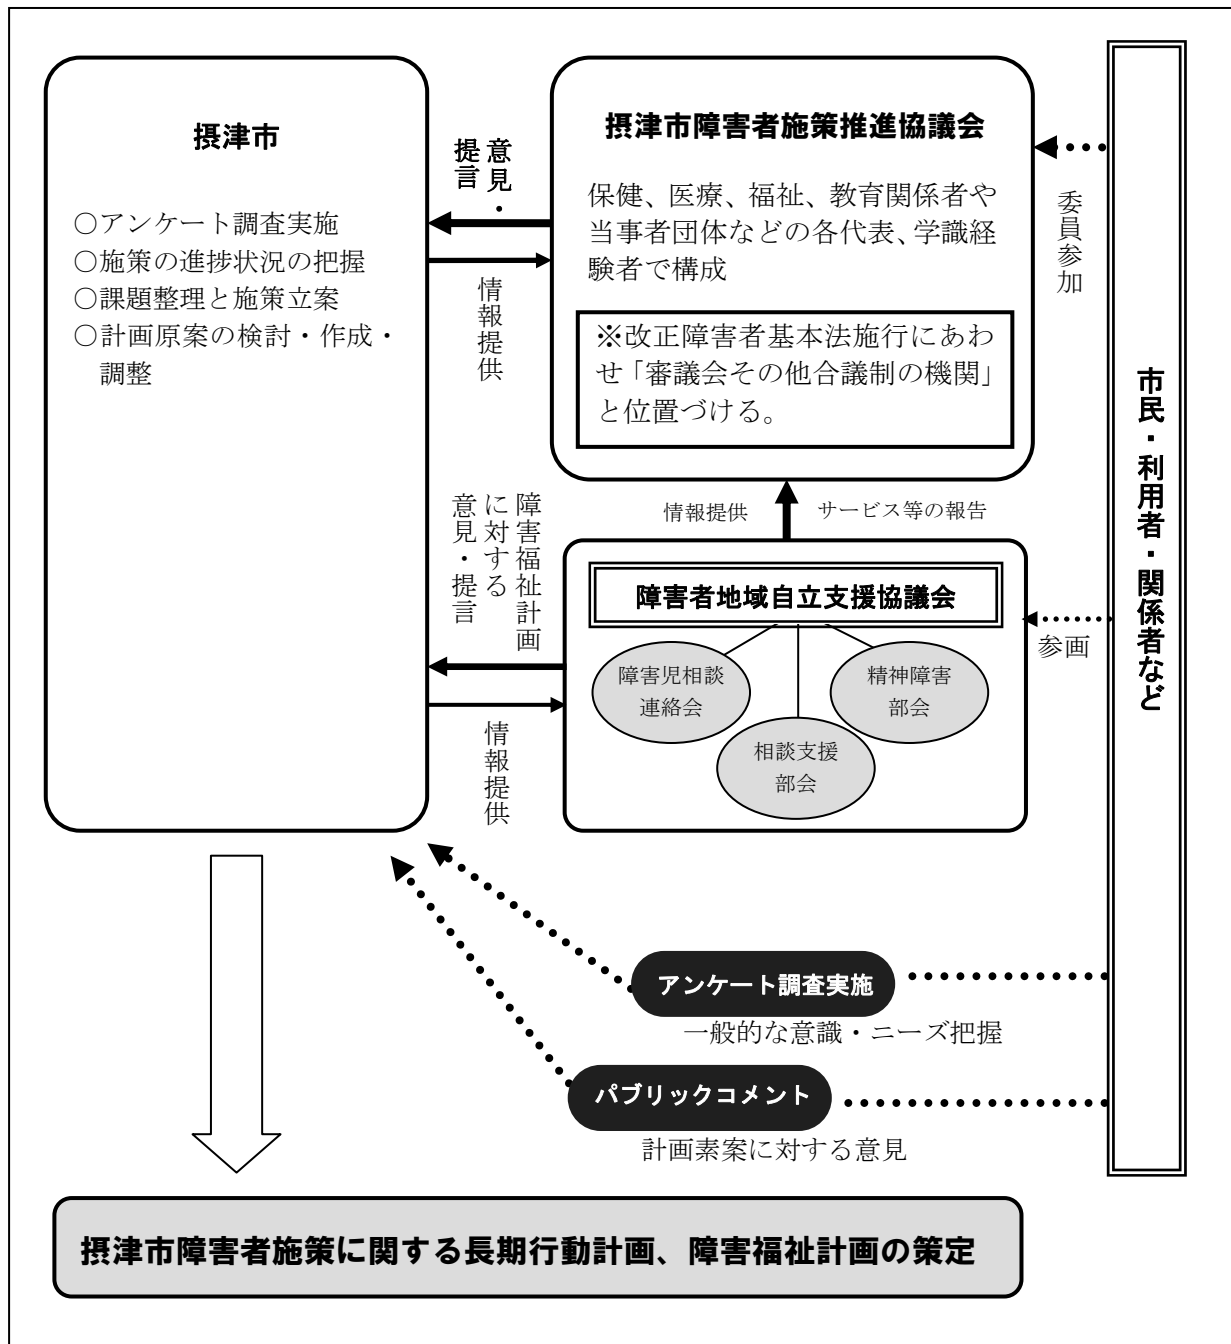 摂津市
○アンケート調査実施
○施策の進捗状況の把握
○課題整理と施策立案
○計画原案の検討・作成・
調整
意見・
提言
情報提供
摂津市障害者施策推進協議会
保健、医療、福祉、教育関係者や
当事者団体などの各代表、学識経
験者で構成
※改正障害者基本法施行にあわ
せ「審議会その他合議制の機関」
と位置づける。
委員参加
市民・利用者・関係者など
情報提供
サービス等の報告
障害福祉計画
に対する
意見・提言
情報提供
障害者地域自立支援協議会
障害児相談
連絡会
相談支援
部会
精神障害
部会
参画
アンケート調査実施
一般的な意識・ニーズ把握
パブリックコメント
計画素案に対する意見
摂津市障害者施策に関する長期行動計画、障害福祉計画の策定